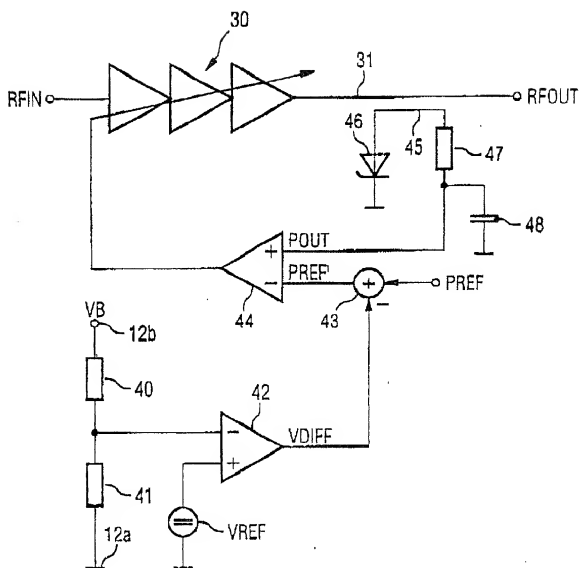 30
RFIN
31
RFOUT
46
45
47
48
POUT
+
PREF'
−
44
+
43
PREF
−
VB
12b
40
42
−
VDIFF
+
41
VREF
12a